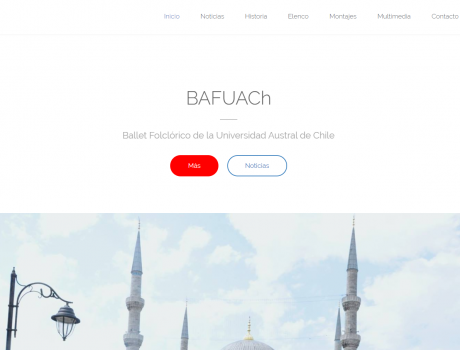 Inicio Noticias Historia Elenco Montajes Multimedia Contacto
BAFUACh
Ballet Folclórico de la Universidad Austral de Chile
Más Noticias